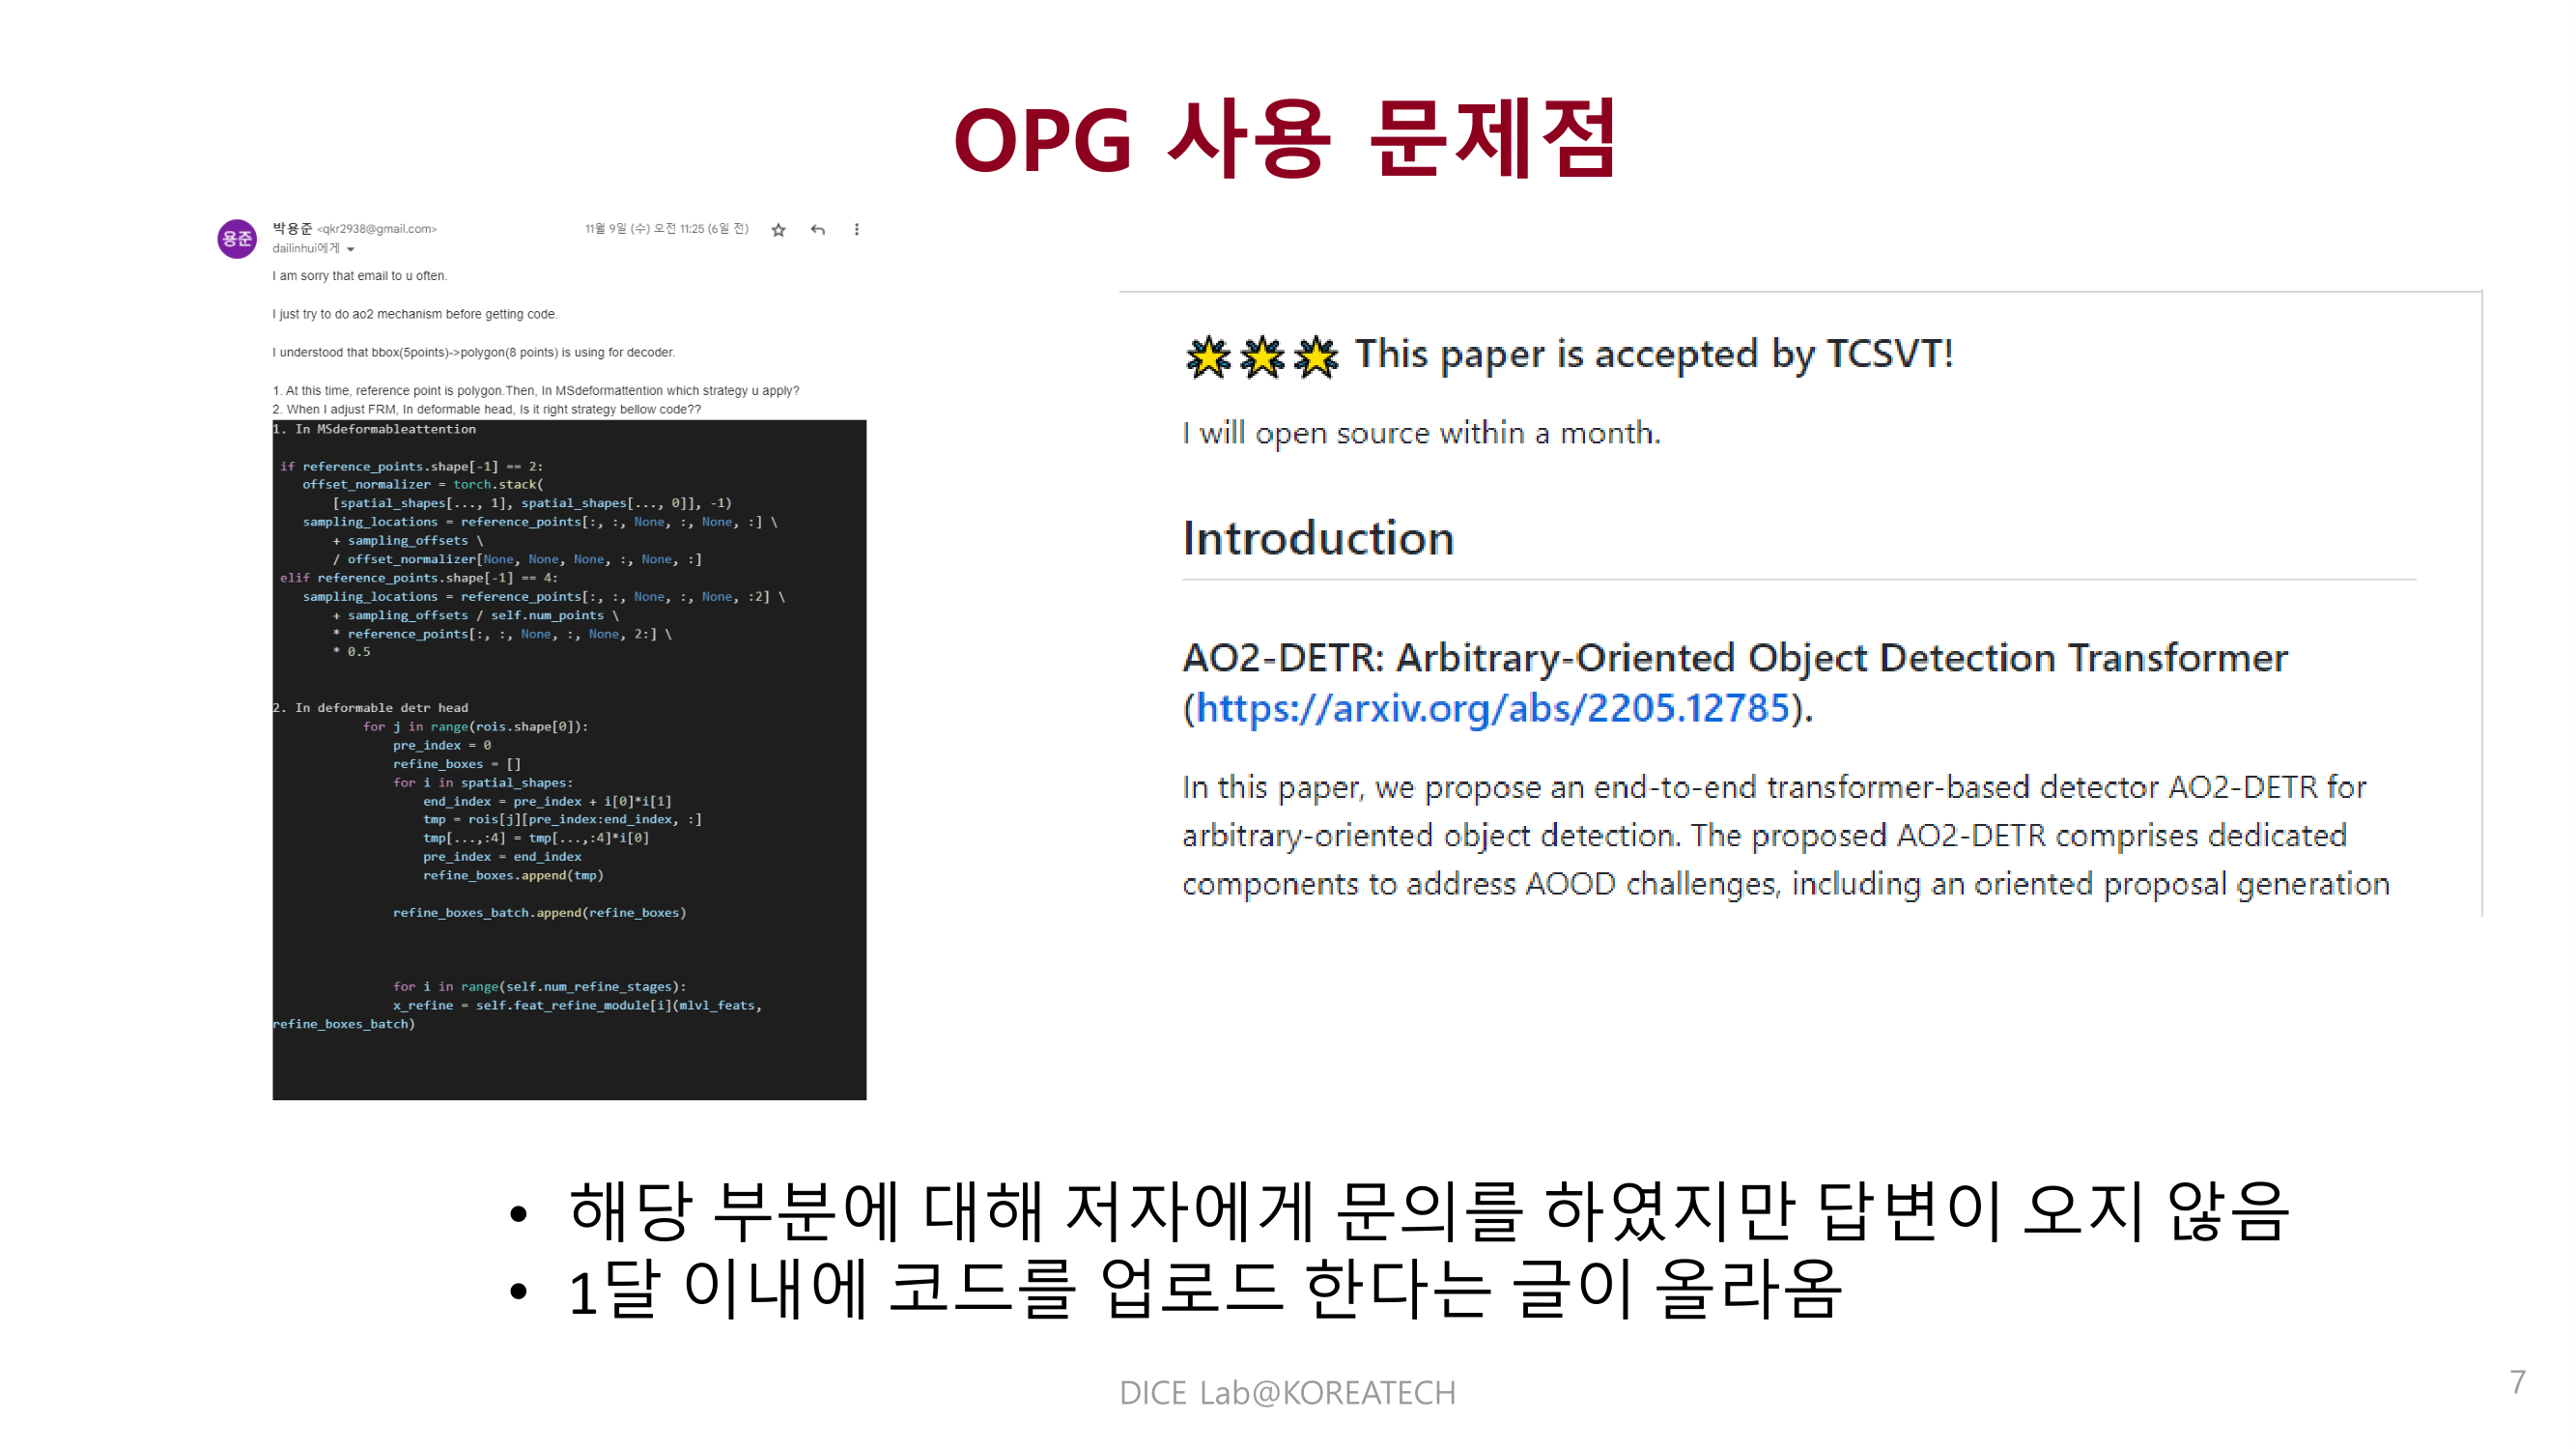 OPG 사용 문제점
용준
박용준 <qkr2938@gmail.com>
11월 9일 (수) 오전 11:25 (6일 전)
dailinhui에게
I am sorry that email to u often.
I just try to do ao2 mechanism before getting code.
I understood that bbox(5points)->polygon(8 points) is using for decoder.
1. At this time, reference point is polygon.Then, In MSdeformattention which strategy u apply?
2. When I adjust FRM, In deformable head, Is it right strategy bellow code??
1. In MSdeformableattention
if reference_points.shape[-1] == 2:
offset_normalizer = torch.stack(
[spatial_shapes[..., 1], spatial_shapes[..., 0]], -1)
sampling_locations = reference_points[:, :, None, :, None, :] \
+ sampling_offsets \
/ offset_normalizer[None, None, None, :, None, :]
elif reference_points.shape[-1] == 4:
sampling_locations = reference_points[:, :, None, :, None, :2] \
+ sampling_offsets / self.num_points \
* reference_points[:, :, None, :, None, 2:] \
* 0.5
2. In deformable detr head
for j in range(rois.shape[0]):
pre_index = 0
refine_boxes = []
for i in spatial_shapes:
end_index = pre_index + i[0]*i[1]
tmp = rois[j][pre_index:end_index, :]
tmp[...,:4] = tmp[...,:4]*i[0]
pre_index = end_index
refine_boxes.append(tmp)
refine_boxes_batch.append(refine_boxes)
for i in range(self.num_refine_stages):
x_refine = self.feat_refine_module[i](mlvl_feats,
refine_boxes_batch)
This paper is accepted by TCSVT!
I will open source within a month.
Introduction
AO2-DETR: Arbitrary-Oriented Object Detection Transformer
(https://arxiv.org/abs/2205.12785).
In this paper, we propose an end-to-end transformer-based detector AO2-DETR for
arbitrary-oriented object detection. The proposed AO2-DETR comprises dedicated
components to address AOOD challenges, including an oriented proposal generation
• 해당 부분에 대해 저자에게 문의를 하였지만 답변이 오지 않음
• 1달 이내에 코드를 업로드 한다는 글이 올라옴
DICE Lab@KOREATECH
7